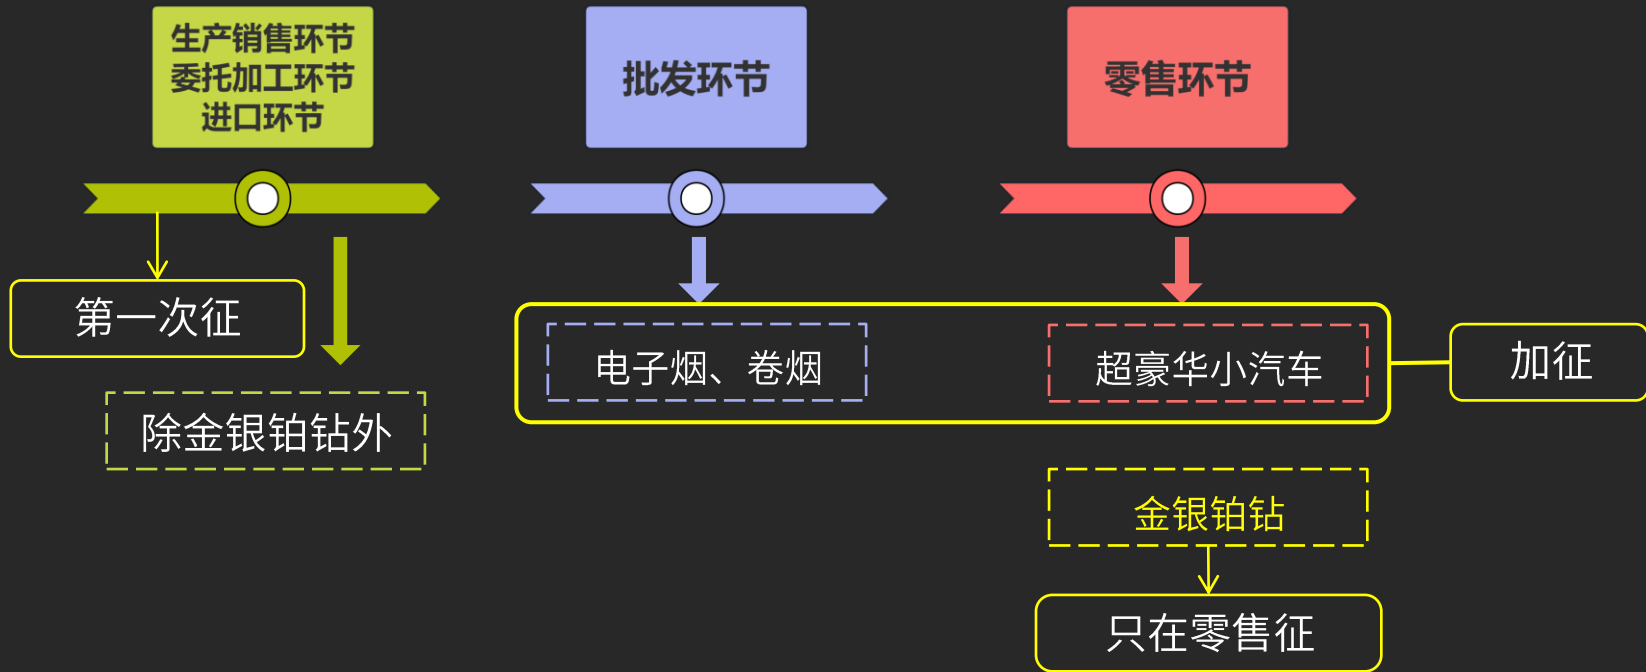 生产销售环节
委托加工环节
进口环节
批发环节
零售环节
第一次征
除金银铂钻外
电子烟、卷烟
超豪华小汽车
加征
金银铂钻
只在零售征